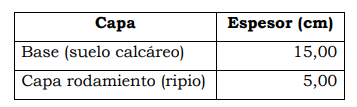 Capa Espesor (cm)
Base (suelo calcáreo) 15,00
Capa rodamiento (ripio) 5,00